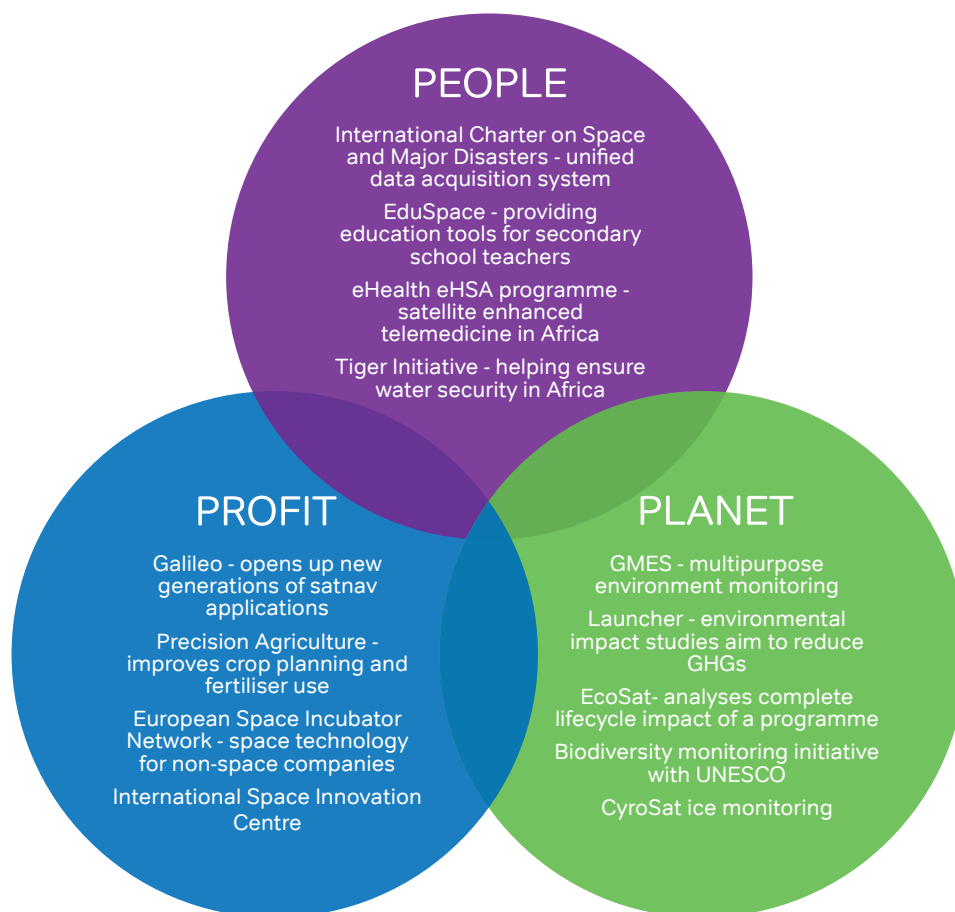 PEOPLE
International Charter on Space
and Major Disasters - unified
data acquisition system
EduSpace - providing
education tools for secondary
school teachers
eHealth eHSA programme -
satellite enhanced
telemedicine in Africa
Tiger Initiative - helping ensure
water security in Africa
PROFIT
Galileo - opens up new
generations of satnav
applications
Precision Agriculture -
improves crop planning and
fertiliser use
European Space Incubator
Network - space technology
for non-space companies
International Space Innovation
Centre
PLANET
GMES - multipurpose
environment monitoring
Launcher - environmental
impact studies aim to reduce
GHGs
EcoSat- analyses complete
lifecycle impact of a programme
Biodiversity monitoring initiative
with UNESCO
CyroSat ice monitoring